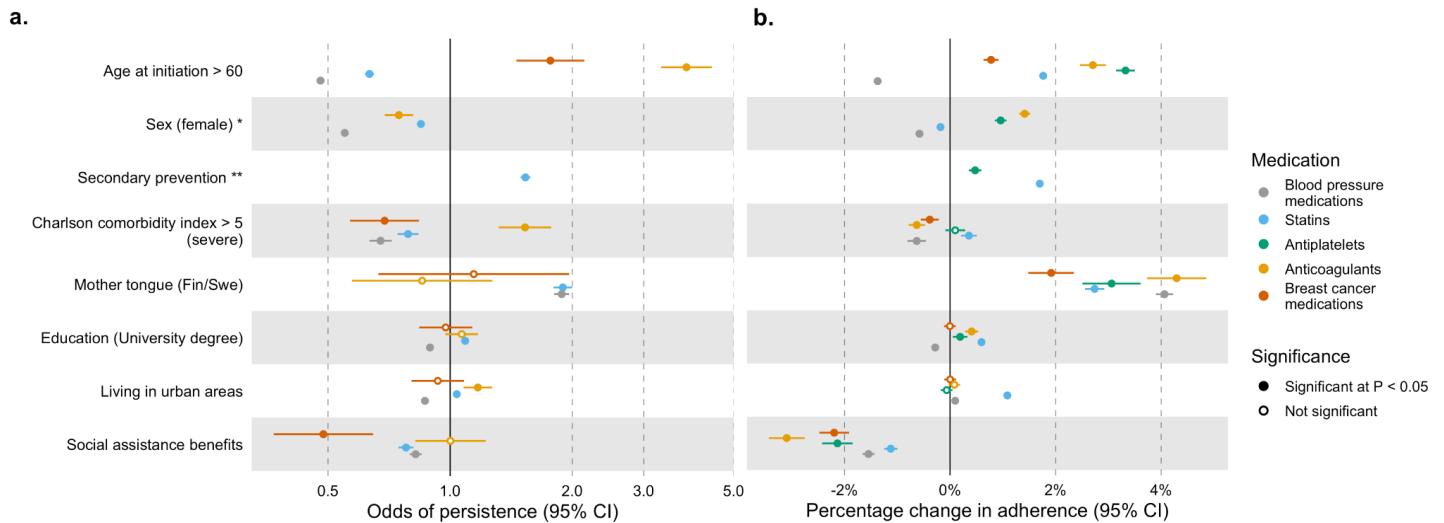 a.
b.
Age at initiation > 60
Sex (female) *
Secondary prevention **
Charlson comorbidity index > 5
(severe)
Mother tongue (Fin/Swe)
Education (University degree)
Living in urban areas
Social assistance benefits
0.5 1.0 2.0 3.0 5.0
Odds of persistence (95% CI)
-2% 0% 2% 4%
Percentage change in adherence (95% CI)
Medication
Blood pressure
medications
Statins
Antiplatelets
Anticoagulants
Breast cancer
medications
Significance
Significant at P < 0.05
Not significant